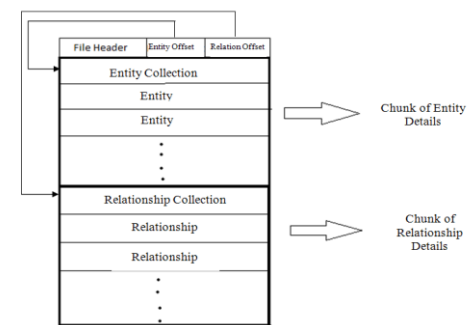 File Header Entity Offset Relation Offset
Entity Collection
Entity
Entity
Chunk of Entity
Details
Relationship Collection
Relationship
Relationship
Chunk of
Relationship
Details